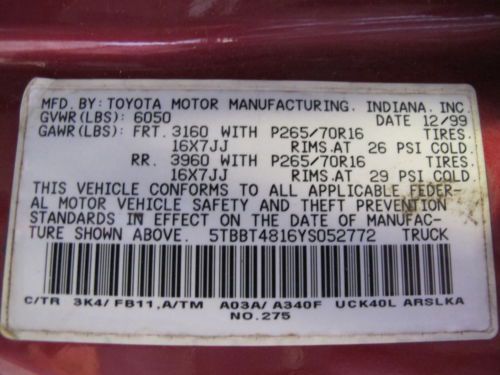 MFD. BY: TOYOTA MOTOR MANUFACTURING. INDIANA. INC
GVWR(LBS): 6050 DATE 12/99
GAWR(LBS): FRT. 3160 WITH P265/70R16 TIRES.
16X7JJ RIMS.AT 26 PSI COLD.
RR. 3960 WITH P265/70R16 TIRES.
16X7JJ RIMS.AT 29 PSI COLD.
THIS VEHICLE CONFORMS TO ALL APPLICABLE FEDER-
AL MOTOR VEHICLE SAFETY AND THEFT PREVENTION
STANDARDS IN EFFECT ON THE DATE OF MANUFAC-
TURE SHOWN ABOVE. 5TBBT4816YS052772 TRUCK
C/TR 3K4/ FB11,A/TM A03A/ A340F UCK40L ARSLKA
NO.275